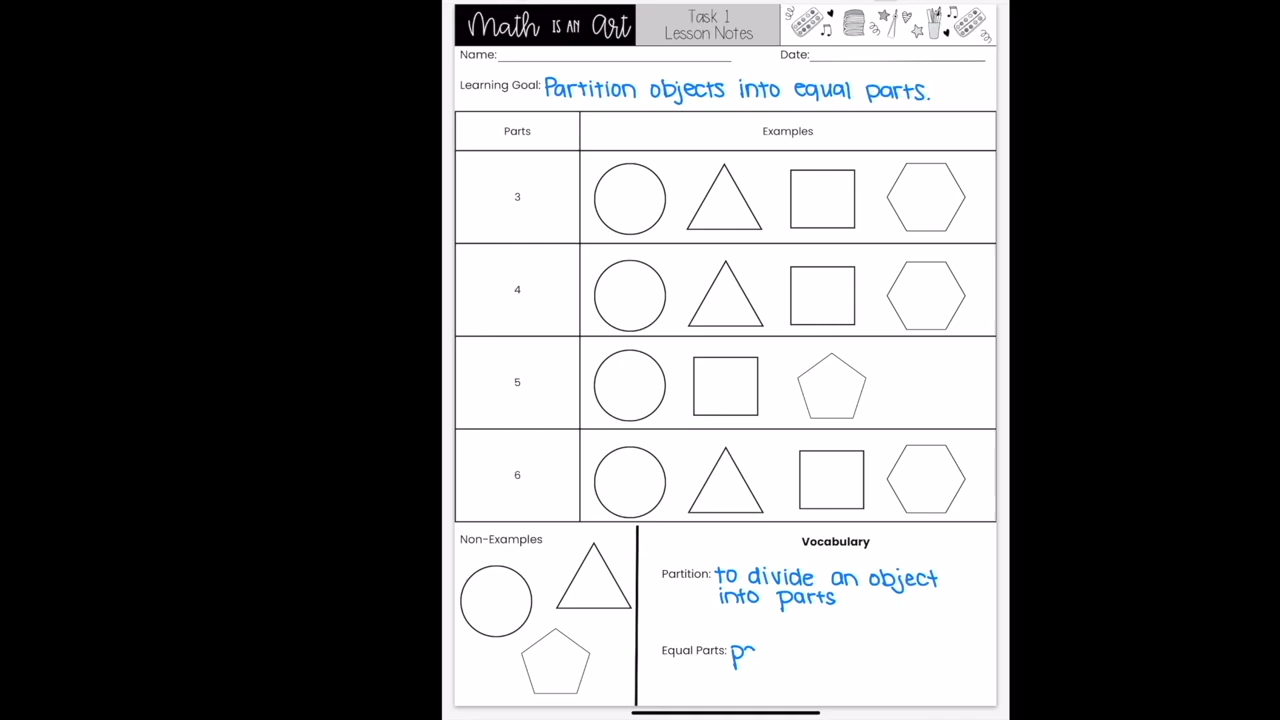 Math IS AN Art
Task 1
Lesson Notes
Name:
Date:
Learning Goal: Partition objects into equal parts.
Parts
Examples
3
4
5
6
Non-Examples
Vocabulary
Partition: to divide an object
into parts
Equal Parts: